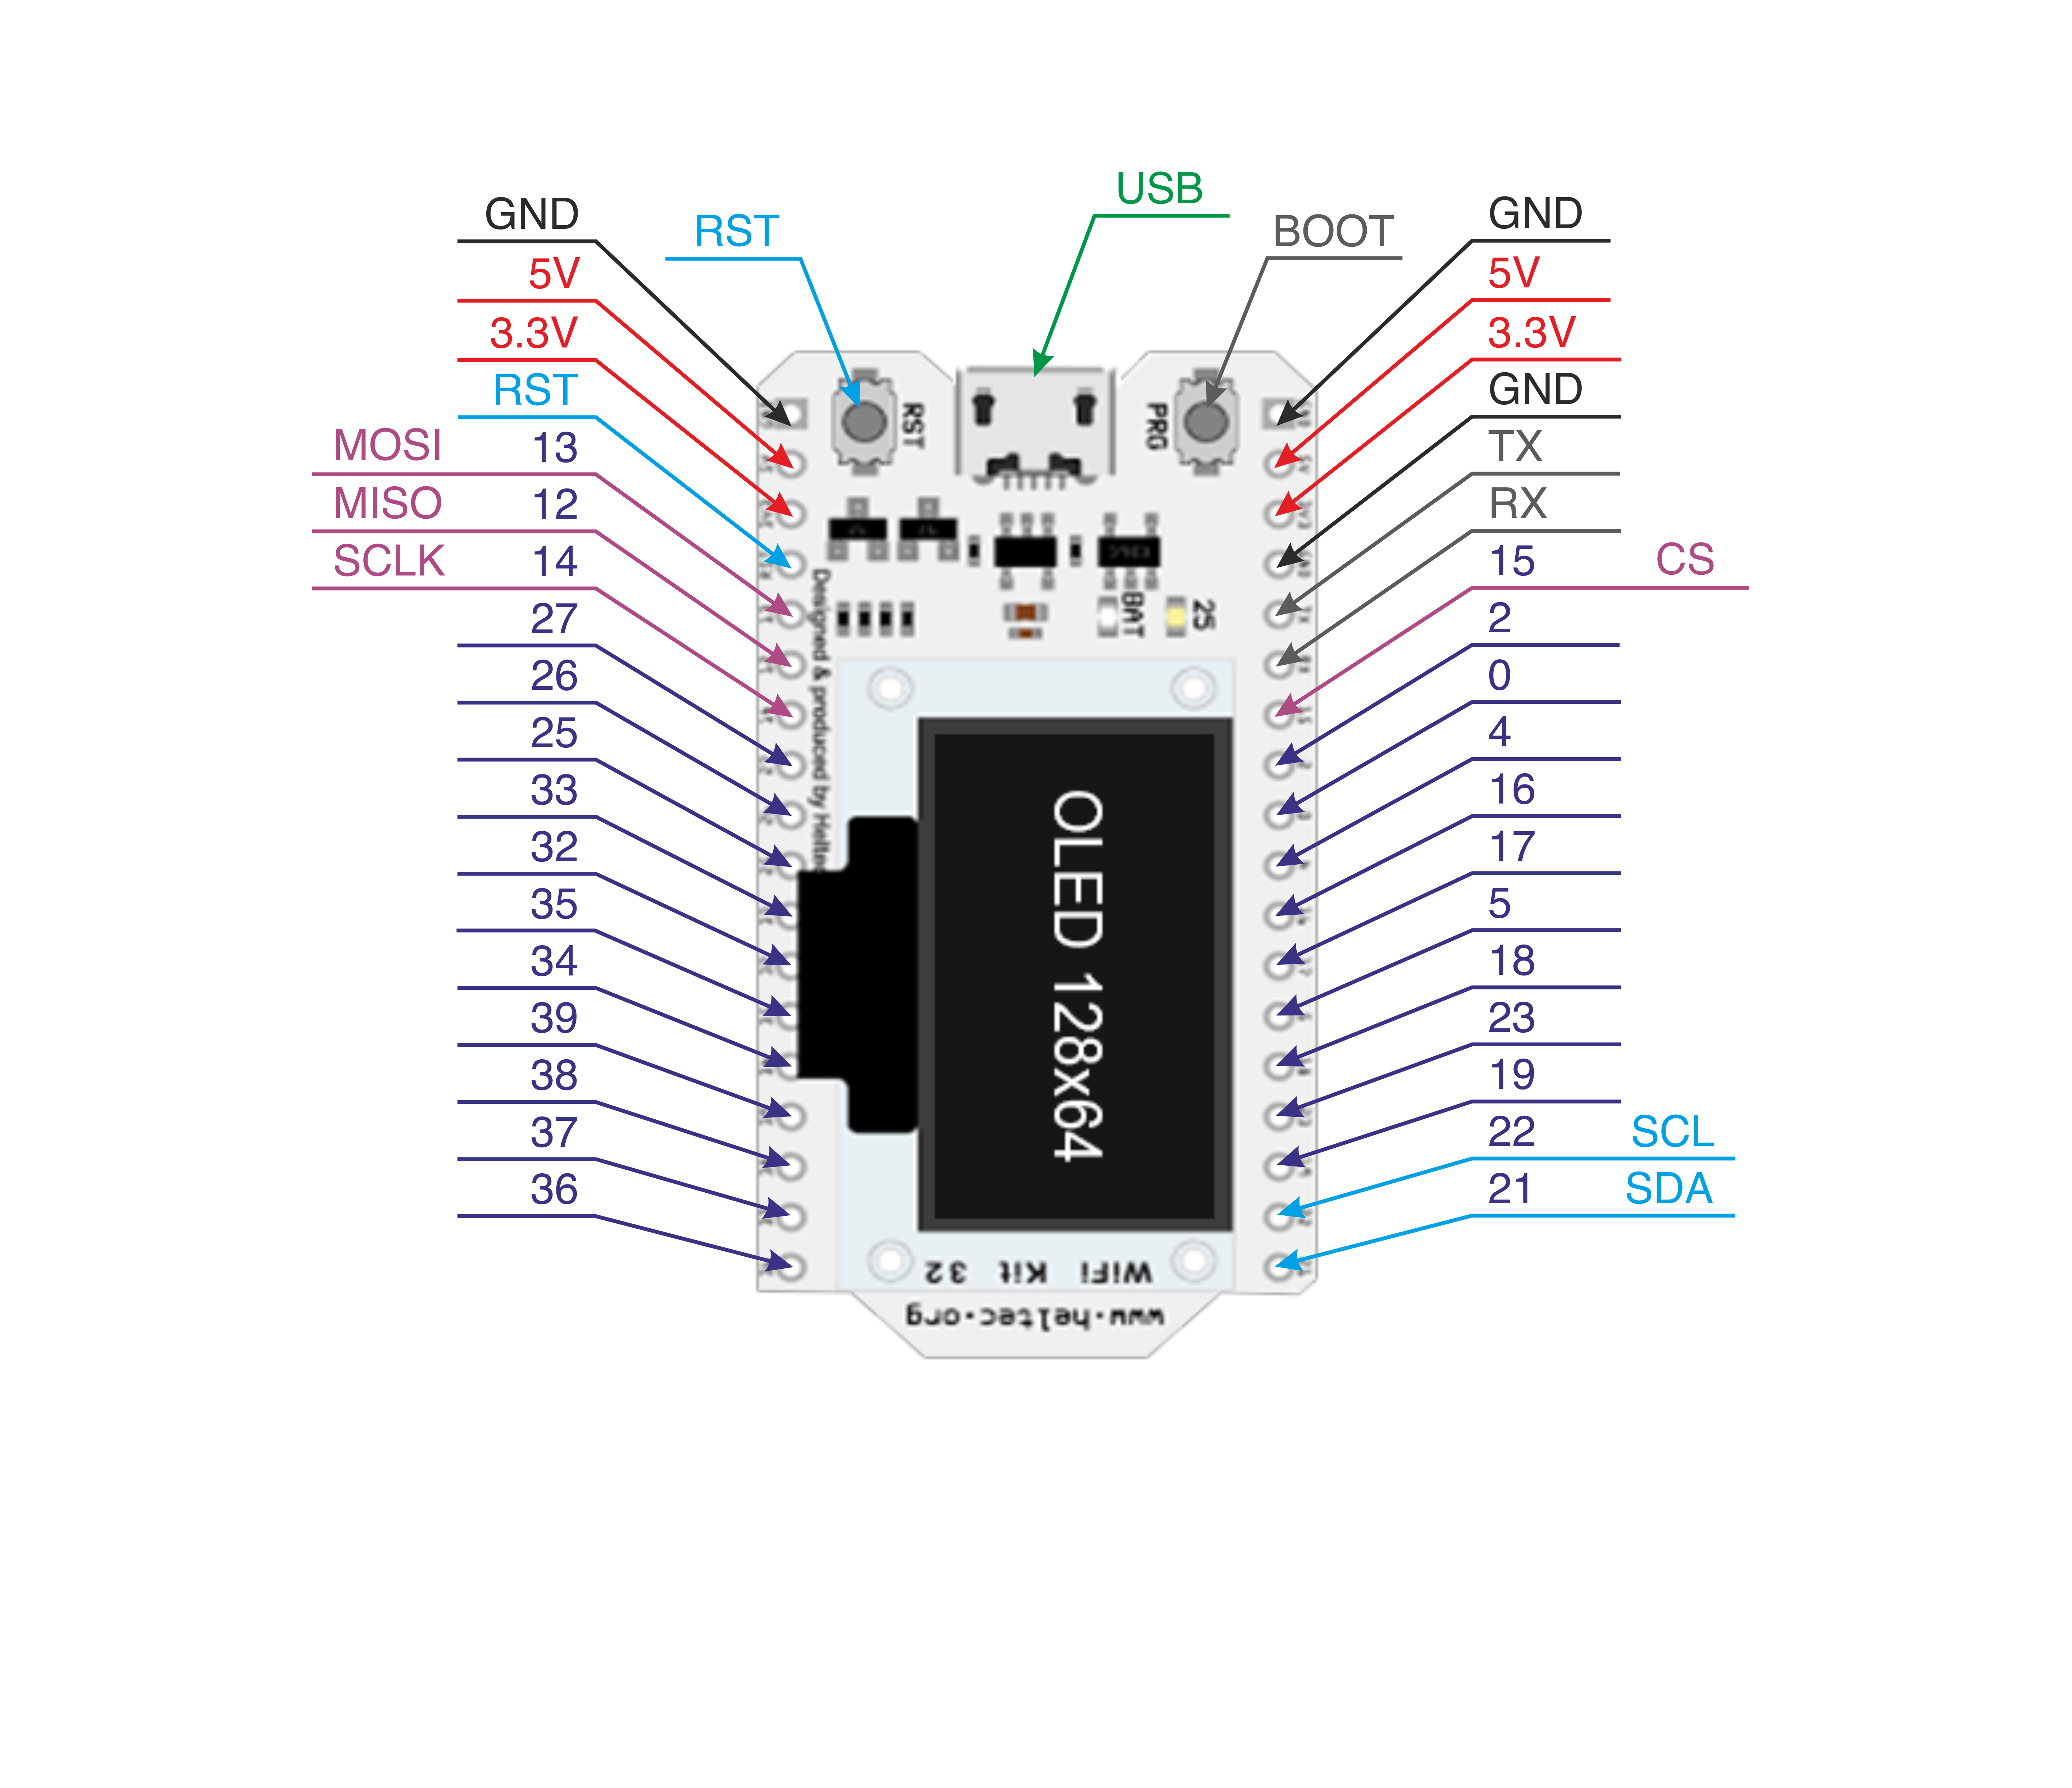 USB
GND
RST
BOOT
GND
5V
5V
3.3V
3.3V
RST
GND
MOSI 13
TX
MISO 12
RX
SCLK 14
15 CS
27
2
26
0
25
4
33
16
32
17
35
5
34
18
39
23
38
19
37
22 SCL
36
21 SDA
RST
PRG
BAT
25
Designed & produced by Heltec
OLED 128x64
WiFi Kit 32
www.heltec.org